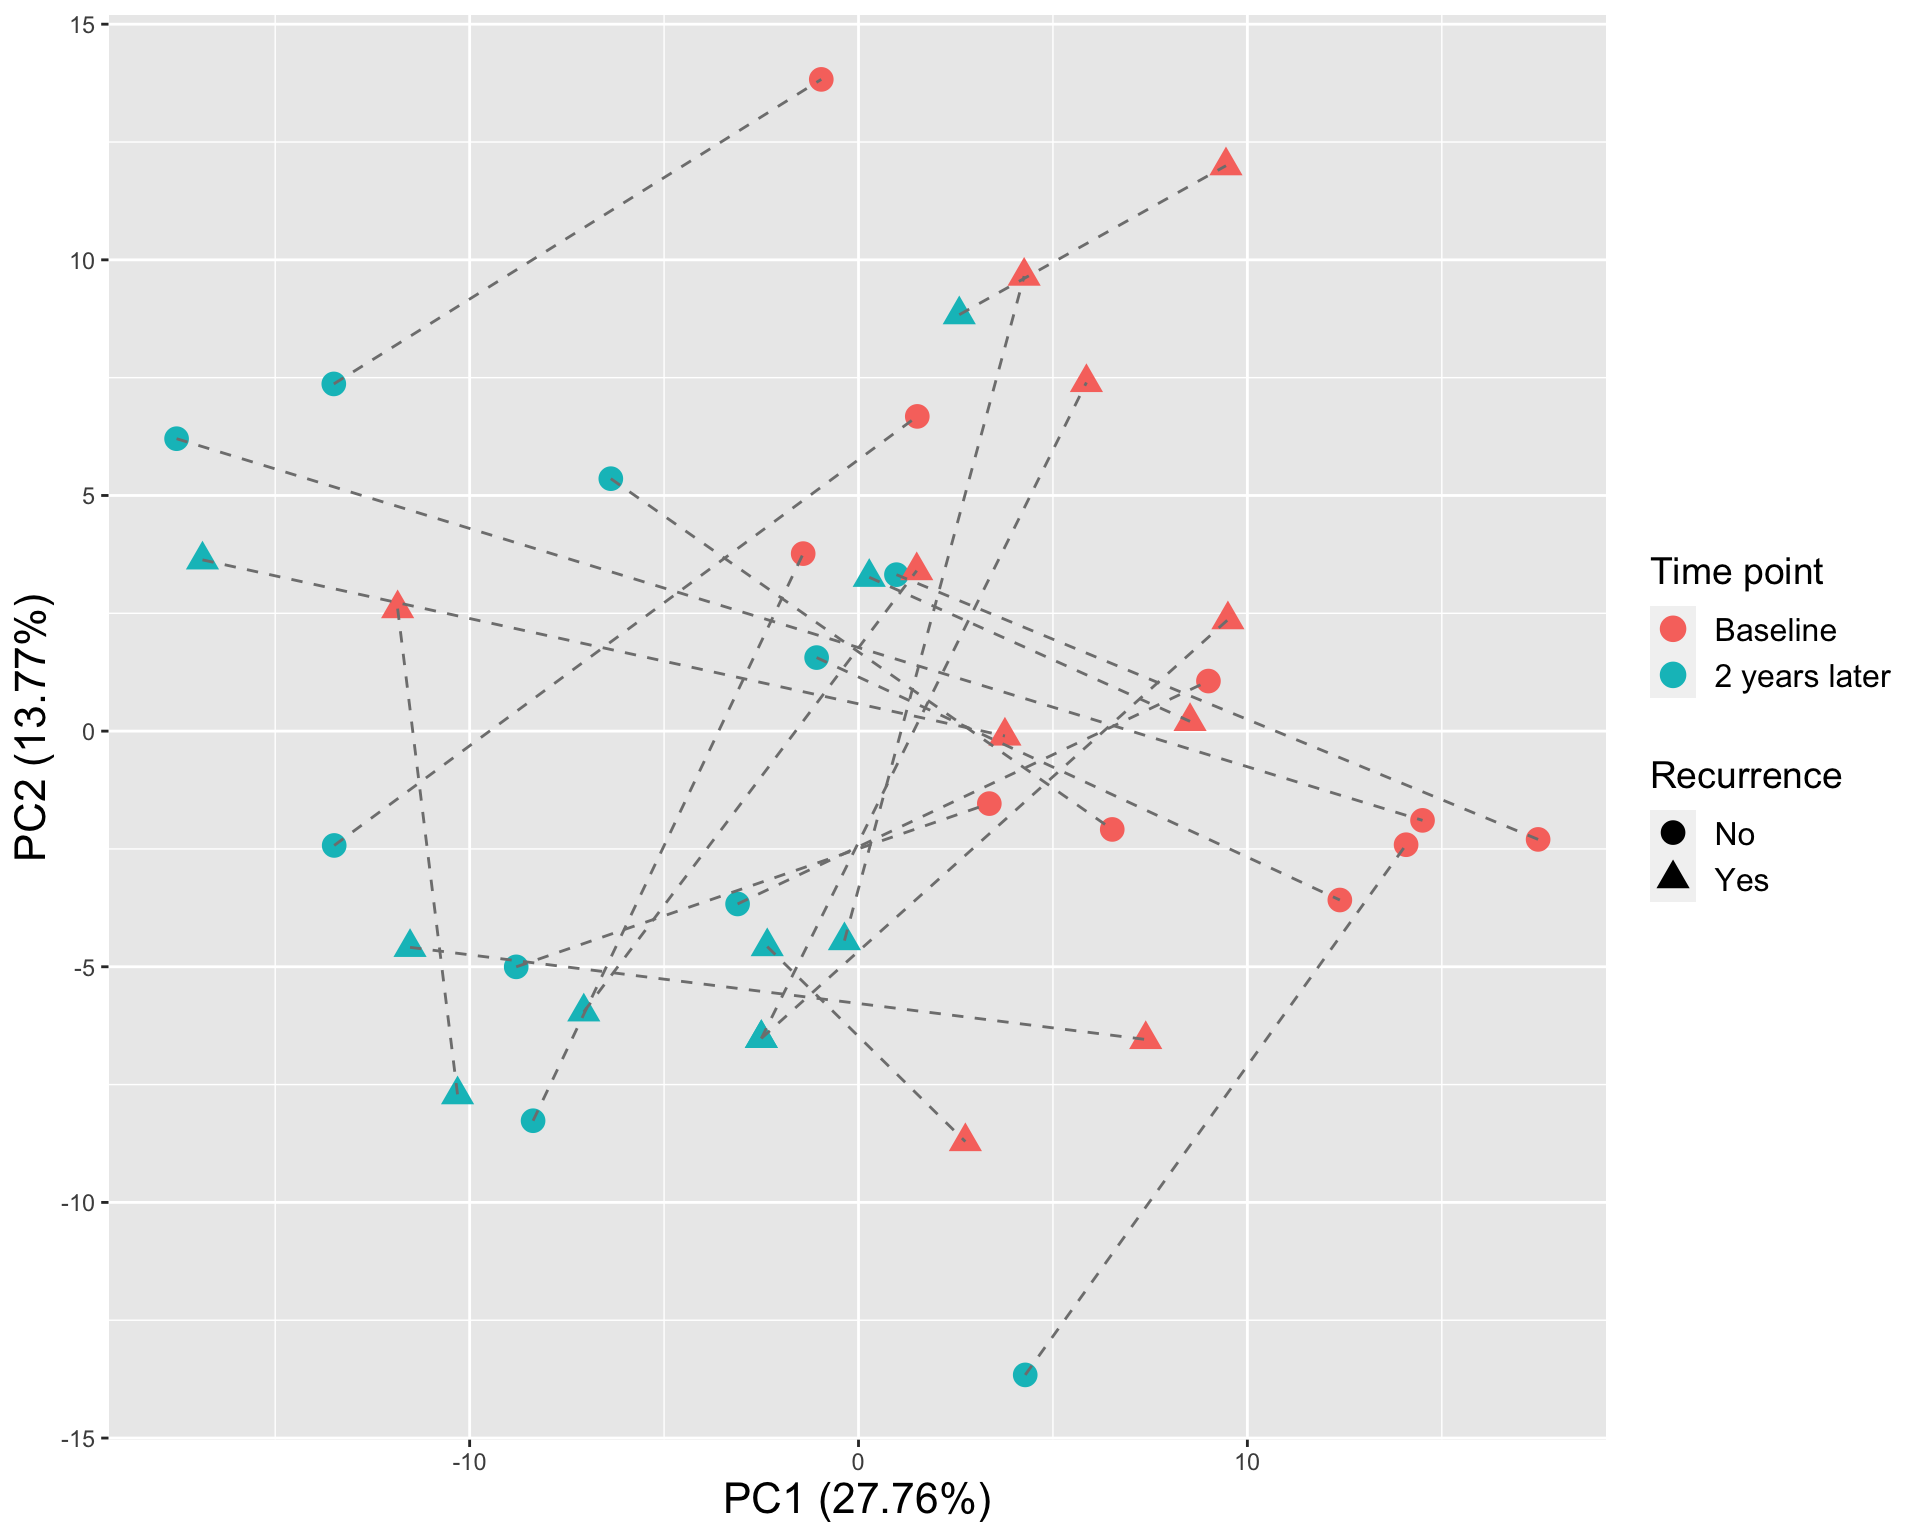 15
10
5
0
-5
-10
-15
PC2 (13.77%)
-10
0
10
PC1 (27.76%)
Time point
Baseline
2 years later
Recurrence
No
Yes